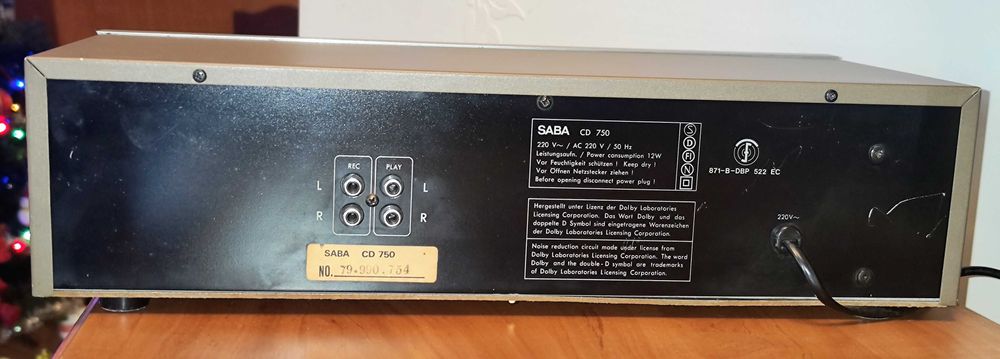 REC PLAY
L L
R R
SABA CD 750
NO. 79.990.754
SABA CD 750
220 V~ / AC 220 V / 50 Hz
Leistungsaufn. / Power consumption 12W
Vor Feuchtigkeit schützen ! Keep dry !
Vor Öffnen Netzstecker ziehen !
Before opening disconnect power plug !
S
D
FI
N
Hergestellt unter Lizenz der Dolby Laboratories
Licensing Corporation. Das Wort Dolby und das
doppelte D Symbol sind eingetragene Warenzeichen
der Dolby Laboratories Licensing Corporation.
Noise reduction circuit made under license from
Dolby Laboratories Licensing Corporation. The word
Dolby and the double-D symbol are trademarks
of Dolby Laboratories Licensing Corporation.
871-B-DBP 522 EC
220V~